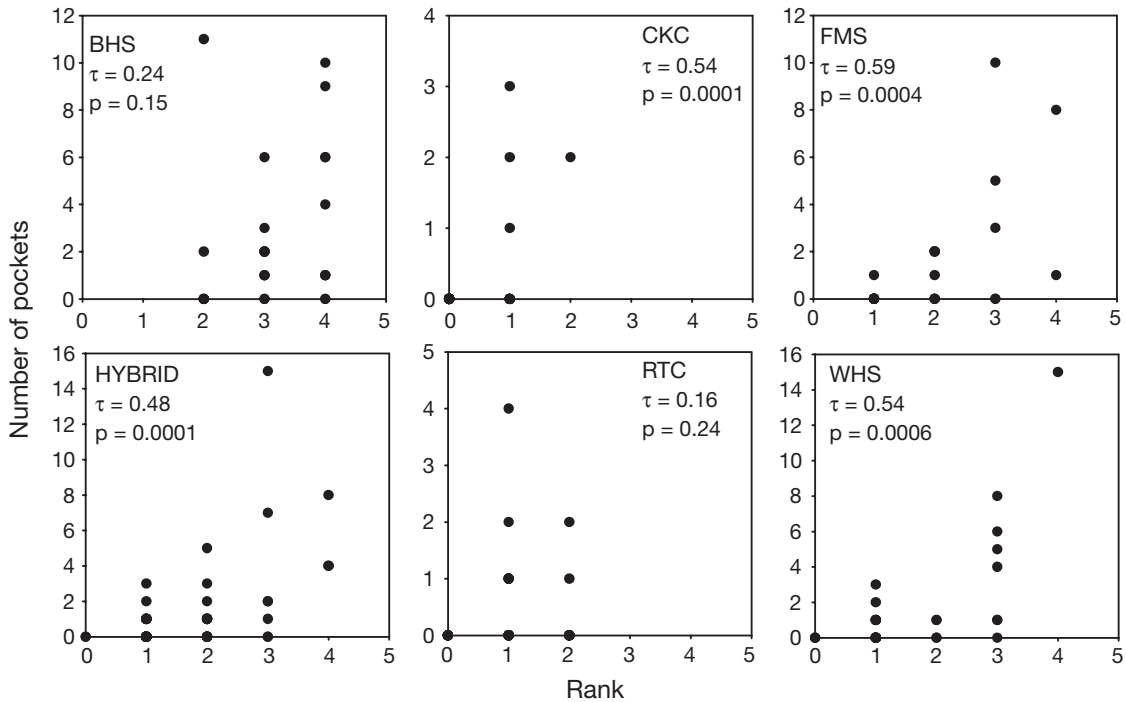 Number of pockets
12
10
8
6
4
2
0
0 1 2 3 4 5
BHS
τ = 0.24
p = 0.15
4
3
2
1
0
0 1 2 3 4 5
CKC
τ = 0.54
p = 0.0001
12
10
8
6
4
2
0
0 1 2 3 4 5
FMS
τ = 0.59
p = 0.0004
16
14
12
10
8
6
4
2
0
0 1 2 3 4 5
HYBRID
τ = 0.48
p = 0.0001
5
4
3
2
1
0
0 1 2 3 4 5
RTC
τ = 0.16
p = 0.24
16
14
12
10
8
6
4
2
0
0 1 2 3 4 5
WHS
τ = 0.54
p = 0.0006
Rank